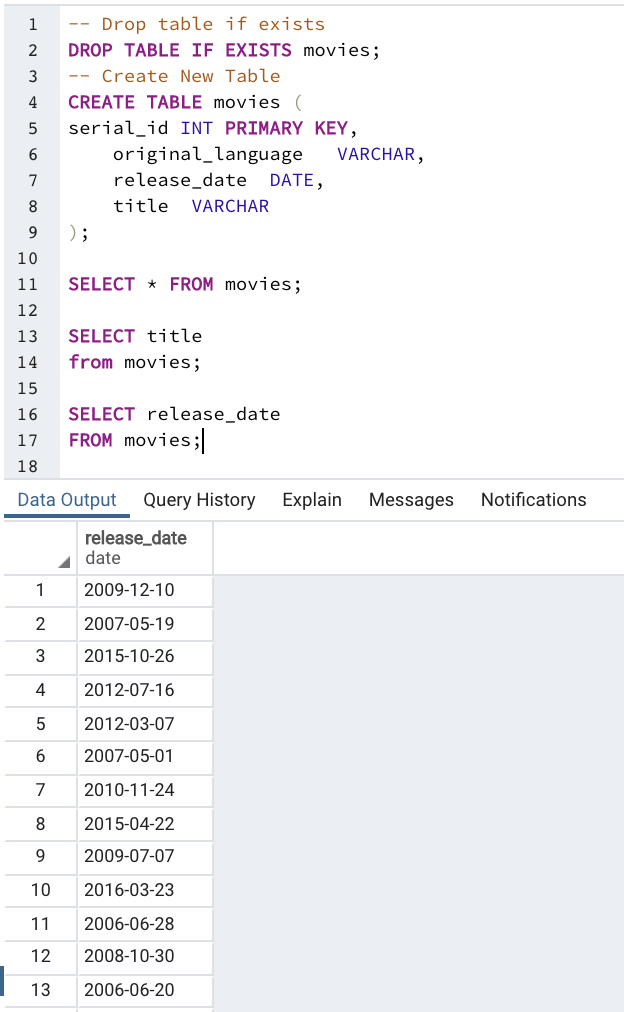 1 -- Drop table if exists
2 DROP TABLE IF EXISTS movies;
3 -- Create New Table
4 CREATE TABLE movies (
5 serial_id INT PRIMARY KEY,
6 original_language VARCHAR,
7 release_date DATE,
8 title VARCHAR
9 );
10
11 SELECT * FROM movies;
12
13 SELECT title
14 from movies;
15
16 SELECT release_date
17 FROM movies;
18
Data Output Query History Explain Messages Notifications
release_date
date
1 2009-12-10
2 2007-05-19
3 2015-10-26
4 2012-07-16
5 2012-03-07
6 2007-05-01
7 2010-11-24
8 2015-04-22
9 2009-07-07
10 2016-03-23
11 2006-06-28
12 2008-10-30
13 2006-06-20